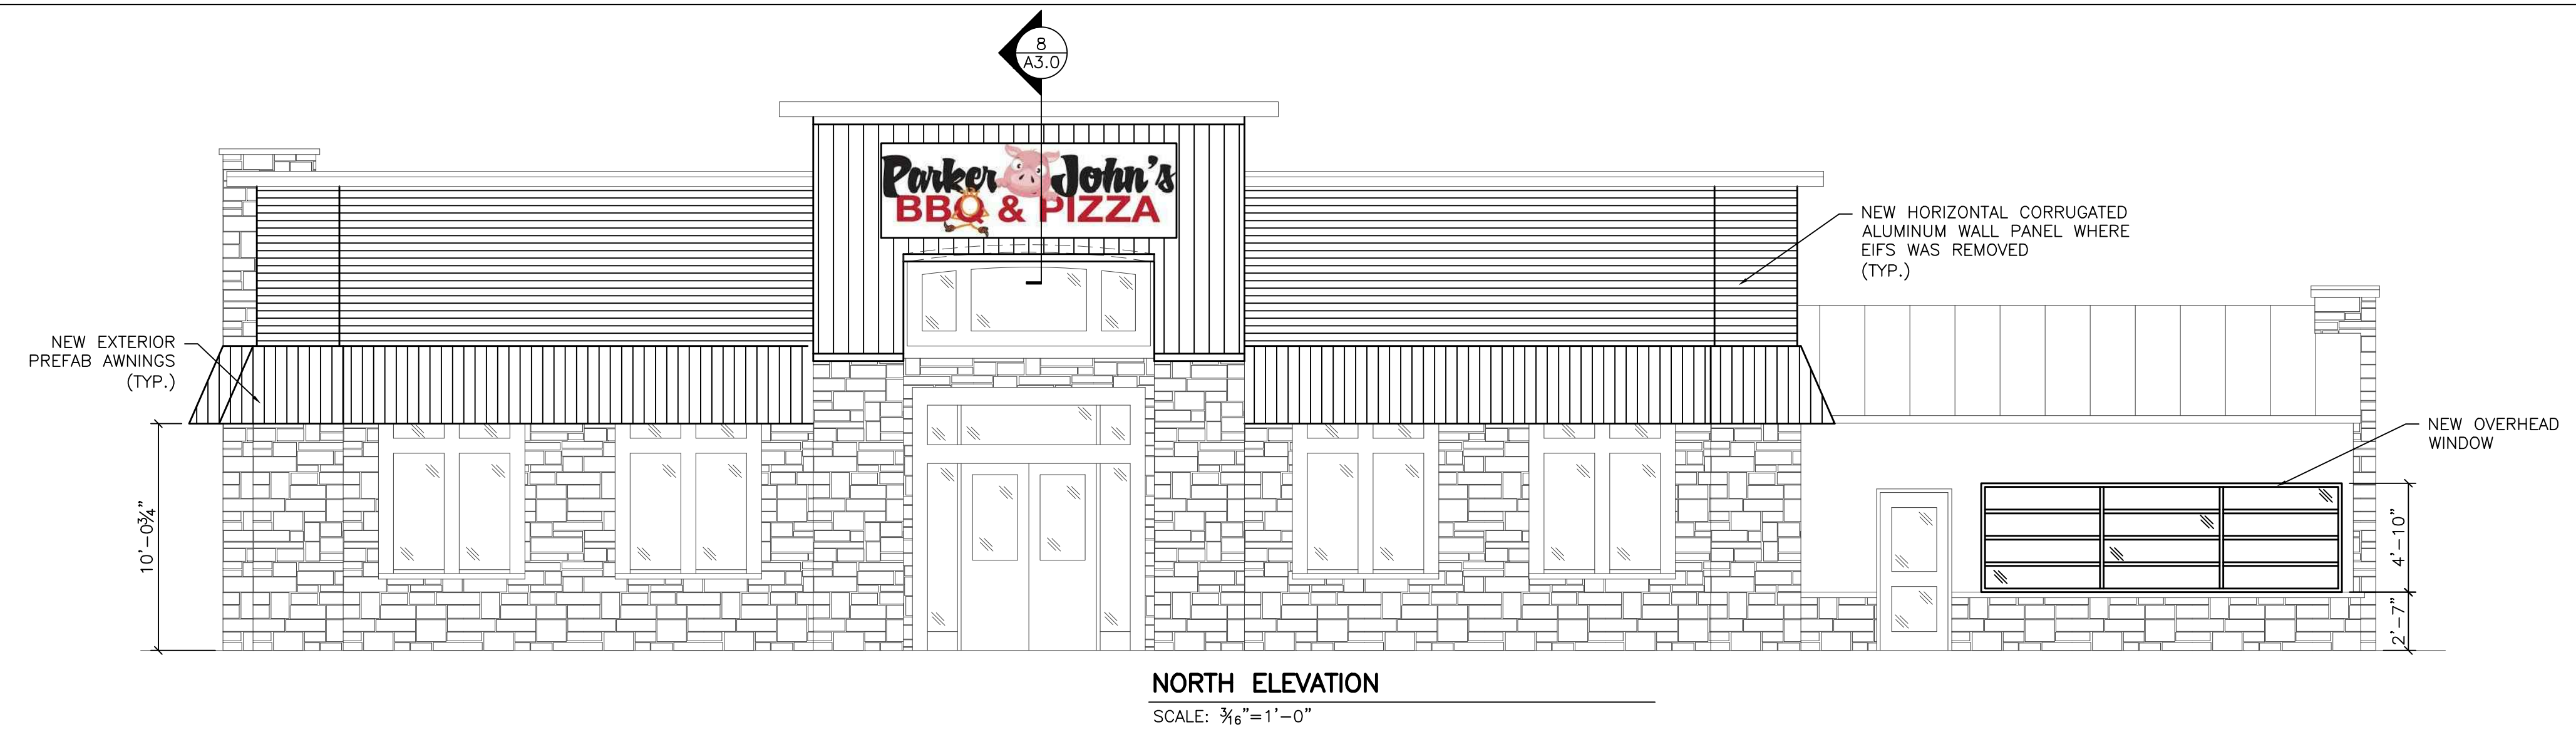 8
A3.0
Parker John's
BBQ & PIZZA
NEW HORIZONTAL CORRUGATED
ALUMINUM WALL PANEL WHERE
EIFS WAS REMOVED
(TYP.)
NEW EXTERIOR
PREFAB AWNINGS
(TYP.)
NEW OVERHEAD
WINDOW
10'-0¾"
4'-10"
2'-7"
NORTH ELEVATION
SCALE: 3/16"=1'-0"